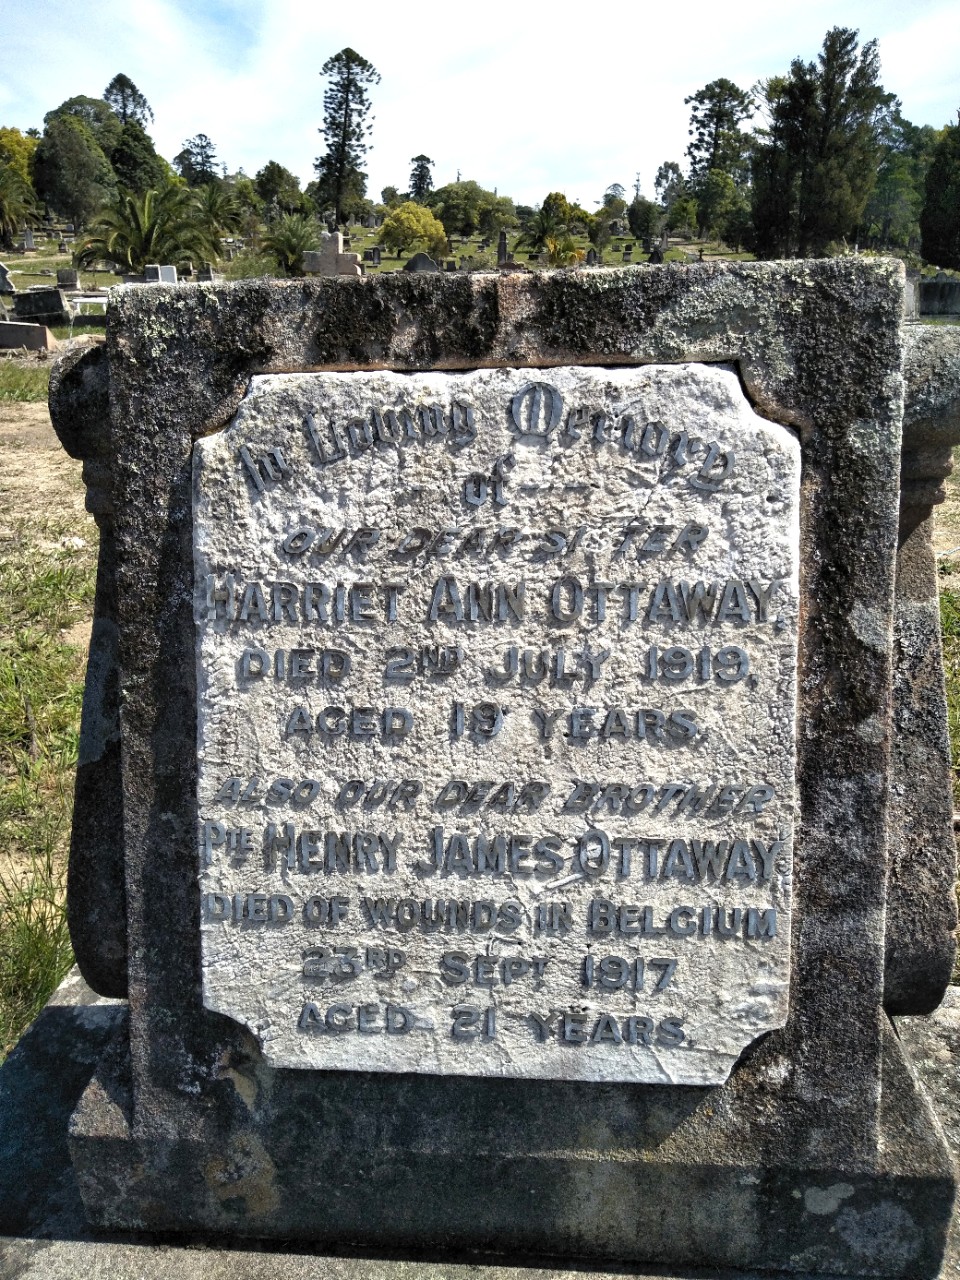 In Loving Memory
of
OUR DEAR SISTER
HARRIET ANN OTTAWAY,
DIED 2ND JULY 1919,
AGED 19 YEARS.
ALSO OUR DEAR BROTHER
PTE HENRY JAMES OTTAWAY
DIED OF WOUNDS IN BELGIUM
23RD SEPT 1917
AGED 21 YEARS.